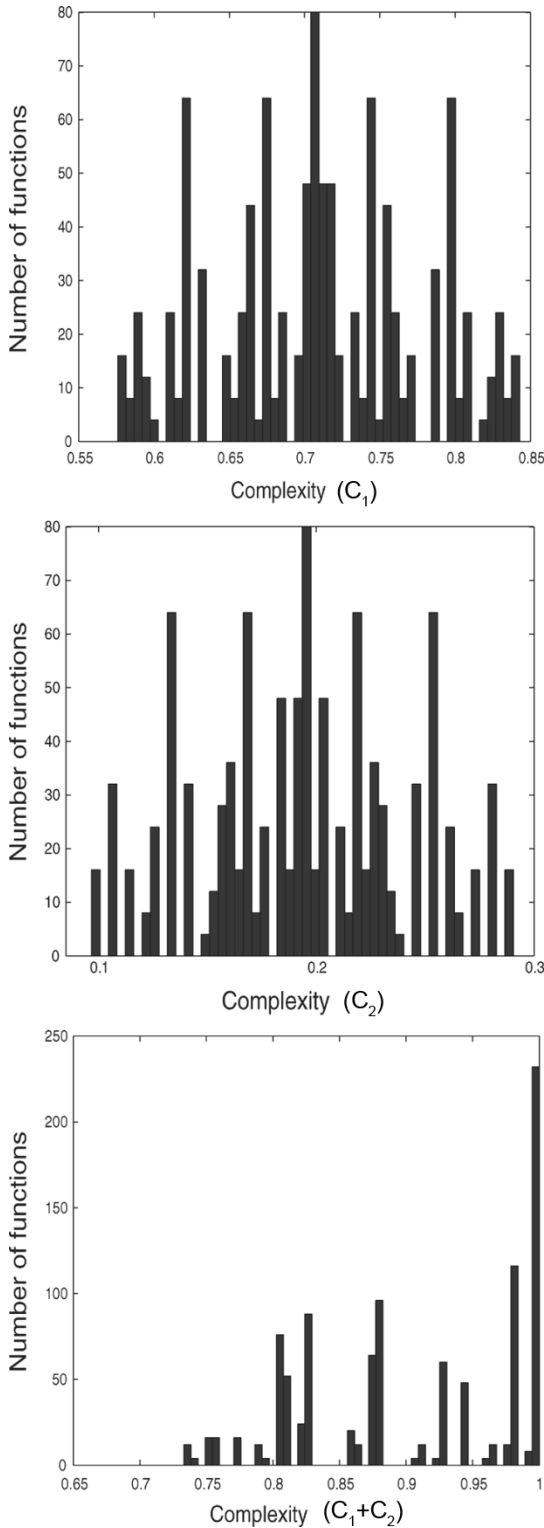 80
70
60
50
40
30
20
10
0
Number of functions
0.55 0.6 0.65 0.7 0.75 0.8 0.85
Complexity (C₁)
80
70
60
50
40
30
20
10
0
Number of functions
0.1 0.2 0.3
Complexity (C₂)
250
200
150
100
50
0
Number of functions
0.65 0.7 0.75 0.8 0.85 0.9 0.95 1
Complexity (C₁+C₂)